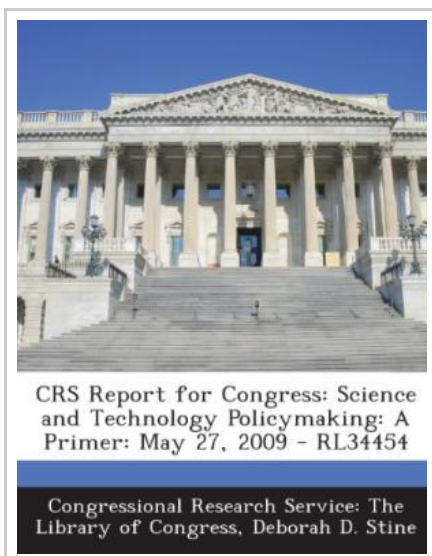 CRS Report for Congress: Science
and Technology Policymaking: A
Primer: May 27, 2009 - RL34454
Congressional Research Service: The
Library of Congress, Deborah D. Stine